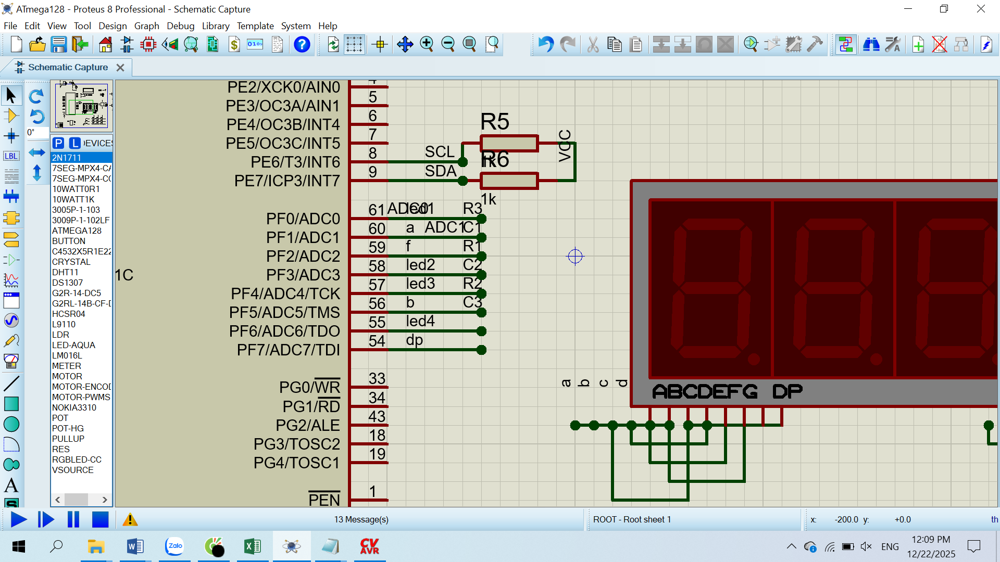 ATmega128 - Proteus 8 Professional - Schematic Capture
File Edit View Tool Design Graph Debug Library Template System Help
Schematic Capture
0°
P L DEVICES
2N1711
7SEG-MPX4-CA
7SEG-MPX4-CC
10WATT0R1
10WATT1K
3005P-1-103
3009P-1-102LF
ATMEGA128
BUTTON
C4532X5R1E22
CRYSTAL
DHT11
DS1307
G2R-14-DC5
G2RL-14B-CF-D
HCSR04
L9110
LDR
LED-AQUA
LM016L
METER
MOTOR
MOTOR-ENCOD
MOTOR-PWMS
NOKIA3310
POT
POT-HG
PULLUP
RES
RGBLED-CC
VSOURCE
LBL
A
S
1C
PE2/XCK0/AIN0 4
PE3/OC3A/AIN1 5
PE4/OC3B/INT4 6
PE5/OC3C/INT5 7
PE6/T3/INT6 8 SCL
PE7/ICP3/INT7 9 SDA
R5
1k
R6
1k
VCC
PF0/ADC0 61 ADC0 led1 R3
PF1/ADC1 60 a ADC1 C1
PF2/ADC2 59 f R1
PF3/ADC3 58 led2 C2
PF4/ADC4/TCK 57 led3 R2
PF5/ADC5/TMS 56 b C3
PF6/ADC6/TDO 55 led4
PF7/ADC7/TDI 54 dp
PG0/WR 33
PG1/RD 34
PG2/ALE 43
PG3/TOSC2 18
PG4/TOSC1 19
PEN 1
a b c d
ABCDEFG DP
13 Message(s)
ROOT - Root sheet 1
x: -200.0 y: +0.0 th
W Zalo X CV AVR
ENG
12:09 PM
12/22/2025